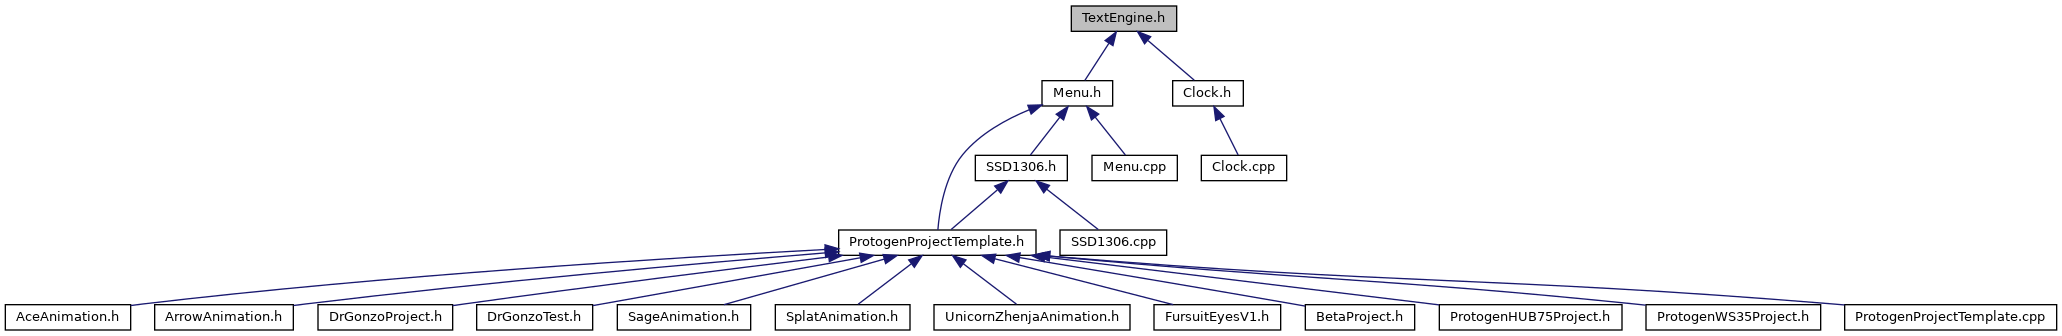 TextEngine.h
Menu.h
Clock.h
SSD1306.h
Menu.cpp
Clock.cpp
ProtogenProjectTemplate.h
SSD1306.cpp
AceAnimation.h
ArrowAnimation.h
DrGonzoProject.h
DrGonzoTest.h
SageAnimation.h
SplatAnimation.h
UnicornZhenjaAnimation.h
FursuitEyesV1.h
BetaProject.h
ProtogenHUB75Project.h
ProtogenWS35Project.h
ProtogenProjectTemplate.cpp